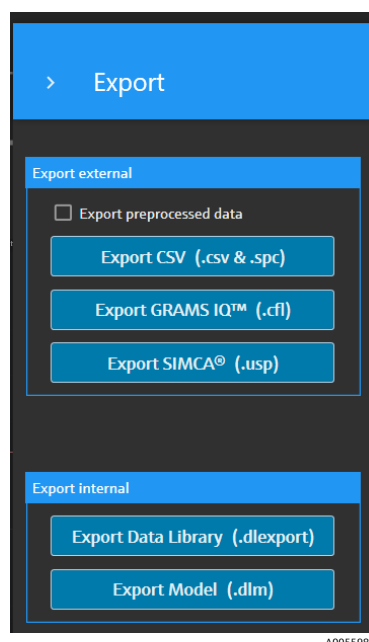 Export
Export external
Export preprocessed data
Export CSV (.csv & .spc)
Export GRAMS IQ™ (.cfl)
Export SIMCA® (.usp)
Export internal
Export Data Library (.dlexport)
Export Model (.dlm)